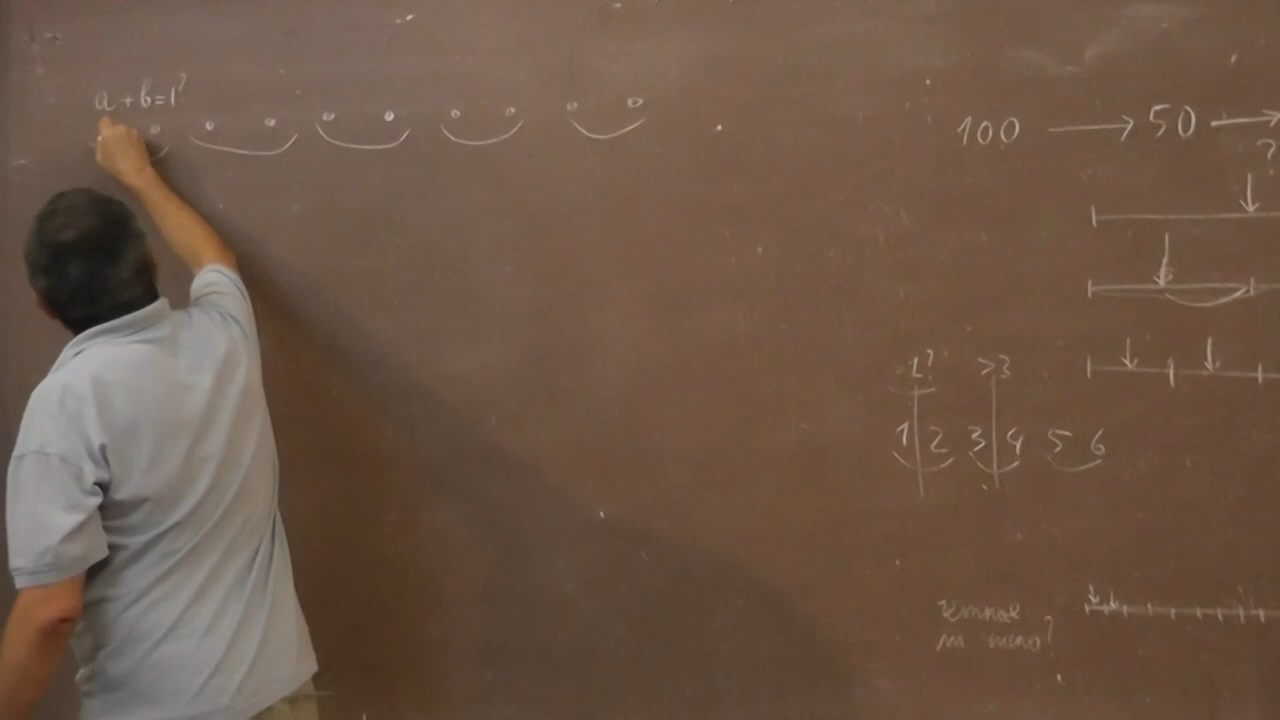 a + b = 1?
100 → 50 →
?
1? >3
1 2 3 4 5 6
?